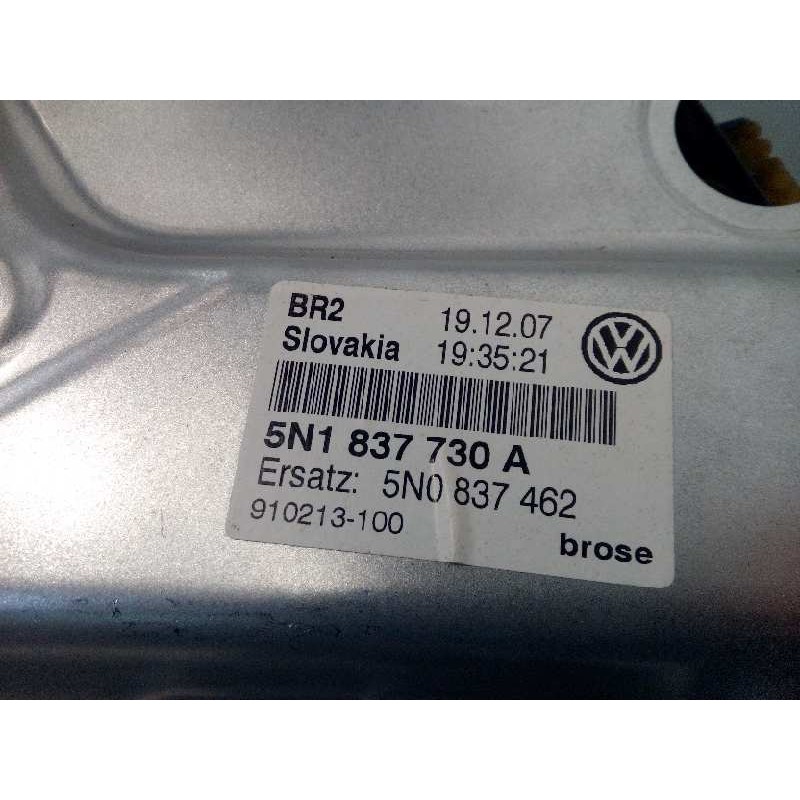 BR2 19.12.07
Slovakia 19:35:21
5N1 837 730 A
Ersatz: 5N0 837 462
910213-100
brose